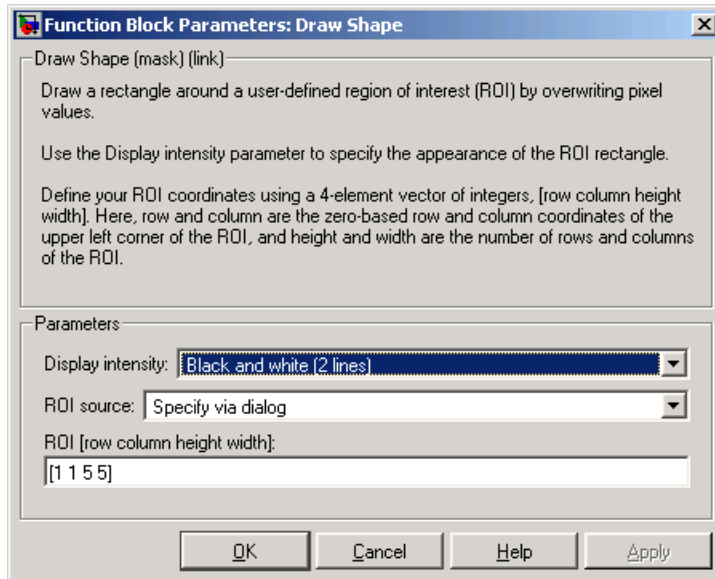 Function Block Parameters: Draw Shape
Draw Shape (mask) (link)
Draw a rectangle around a user-defined region of interest (ROI) by overwriting pixel
values.
Use the Display intensity parameter to specify the appearance of the ROI rectangle.
Define your ROI coordinates using a 4-element vector of integers, [row column height
width]. Here, row and column are the zero-based row and column coordinates of the
upper left corner of the ROI, and height and width are the number of rows and columns
of the ROI.
Parameters
Display intensity: Black and white (2 lines)
ROI source: Specify via dialog
ROI [row column height width]:
[1 1 5 5]
OK Cancel Help Apply